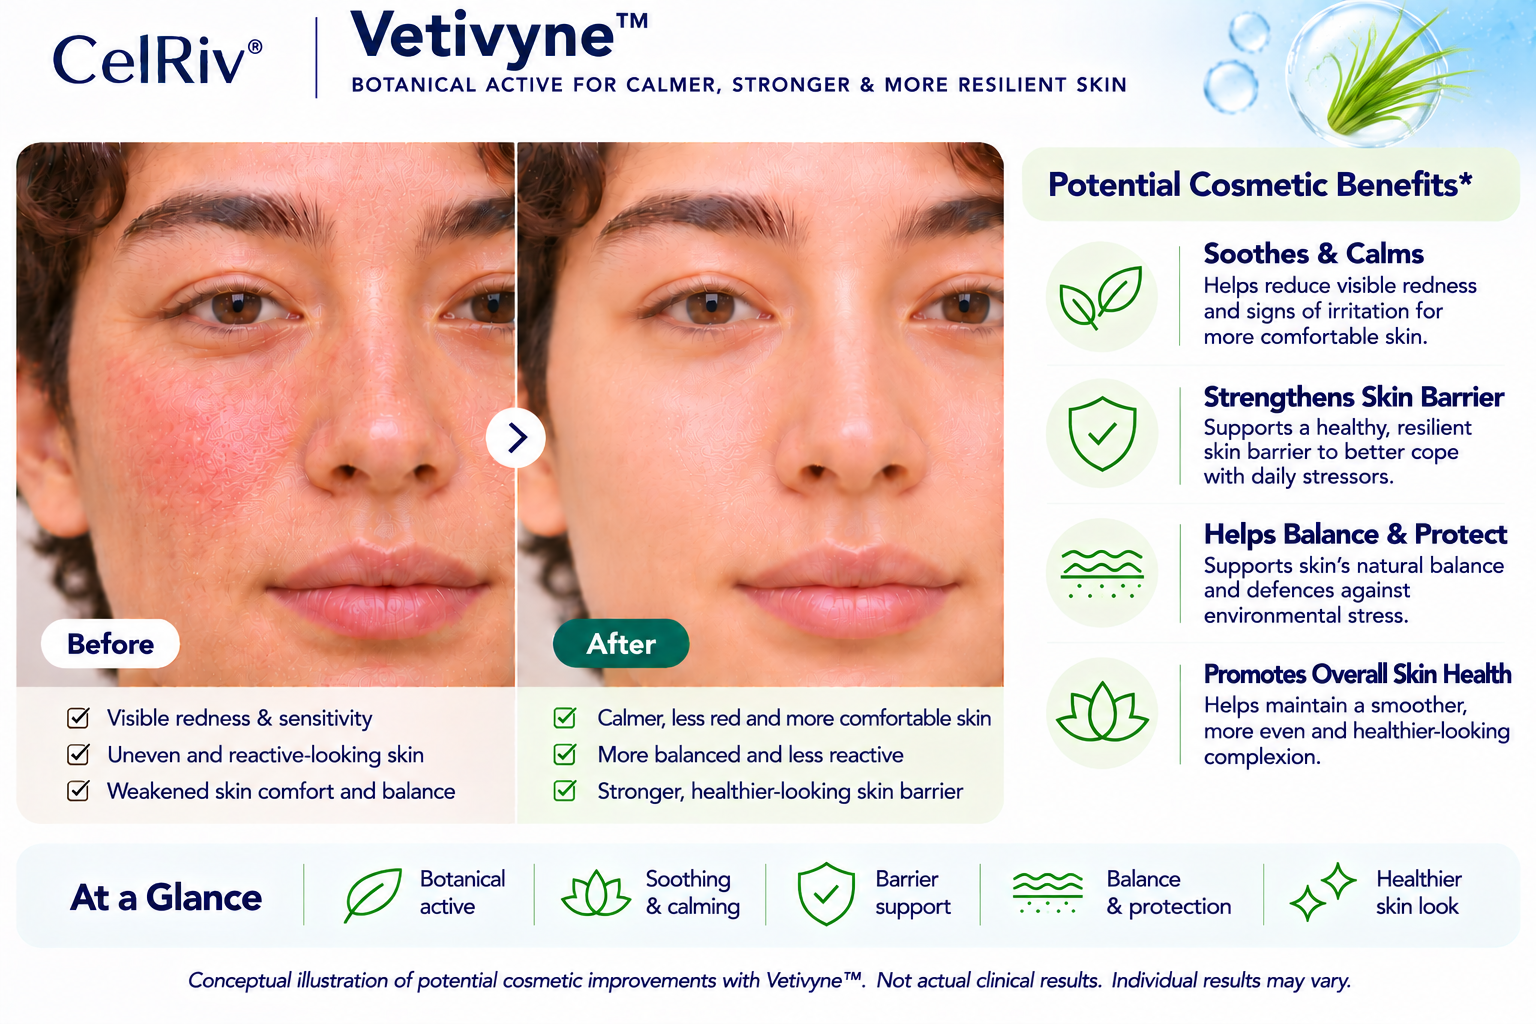 CelRiv®
Vetivyne™
BOTANICAL ACTIVE FOR CALMER, STRONGER & MORE RESILIENT SKIN
Before
Visible redness & sensitivity
Uneven and reactive-looking skin
Weakened skin comfort and balance
After
Calmer, less red and more comfortable skin
More balanced and less reactive
Stronger, healthier-looking skin barrier
Potential Cosmetic Benefits*
Soothes & Calms
Helps reduce visible redness
and signs of irritation for
more comfortable skin.
Strengthens Skin Barrier
Supports a healthy, resilient
skin barrier to better cope
with daily stressors.
Helps Balance & Protect
Supports skin's natural balance
and defences against
environmental stress.
Promotes Overall Skin Health
Helps maintain a smoother,
more even and healthier-looking
complexion.
At a Glance
Botanical
active
Soothing
& calming
Barrier
support
Balance
& protection
Healthier
skin look
Conceptual illustration of potential cosmetic improvements with Vetivyne™. Not actual clinical results. Individual results may vary.